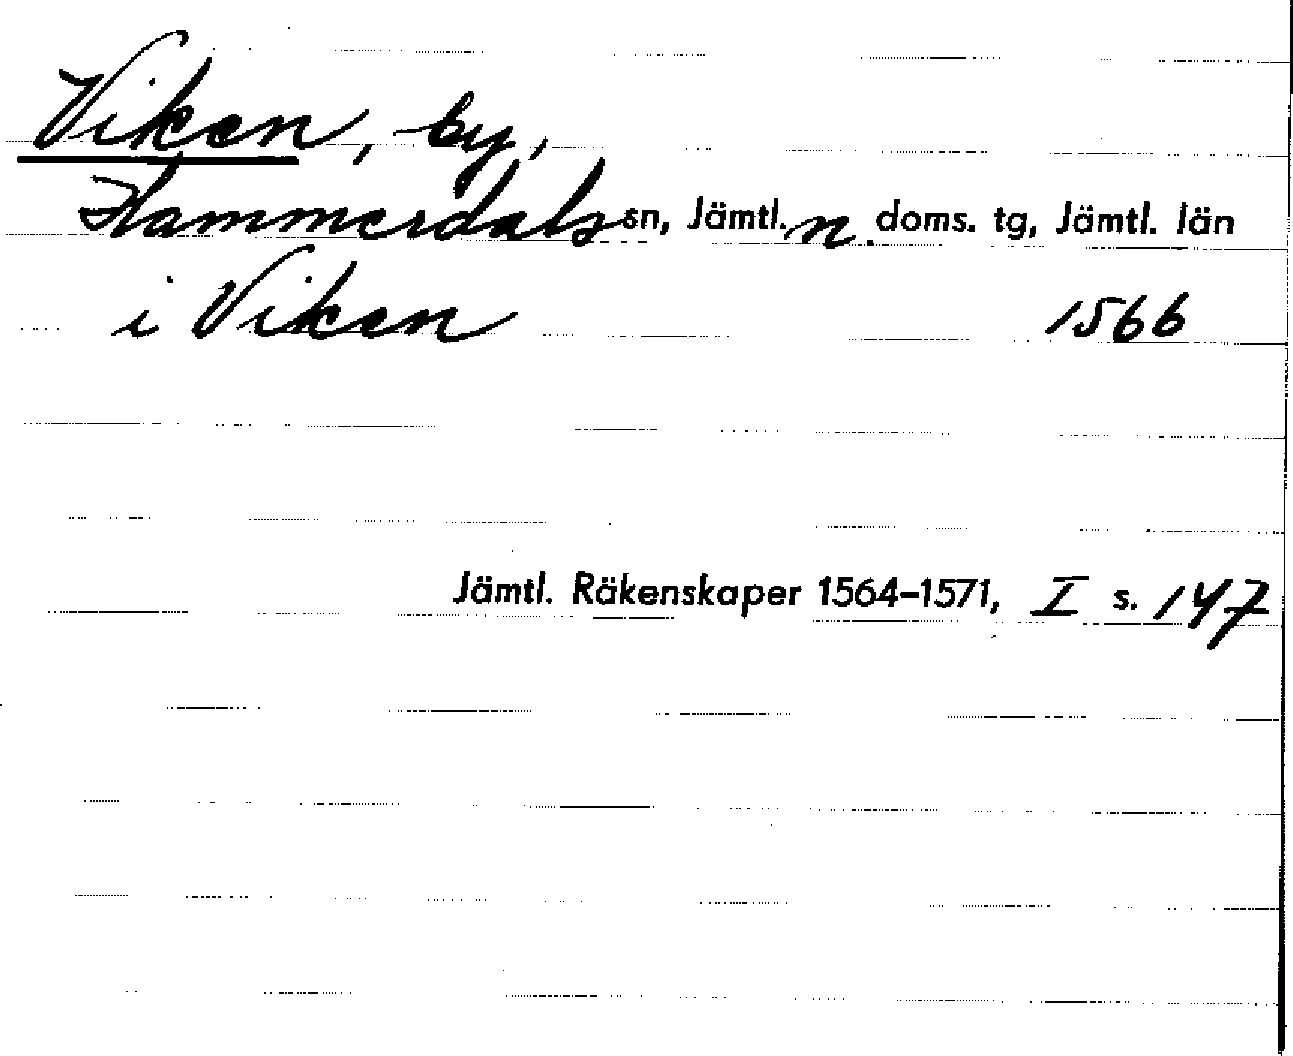 Viken, by,
Hammerdals sn, Jämtl. n. doms. tg, Jämtl. län
i Viken 1566
Jämtl. Räkenskaper 1564–1571, I s. 147